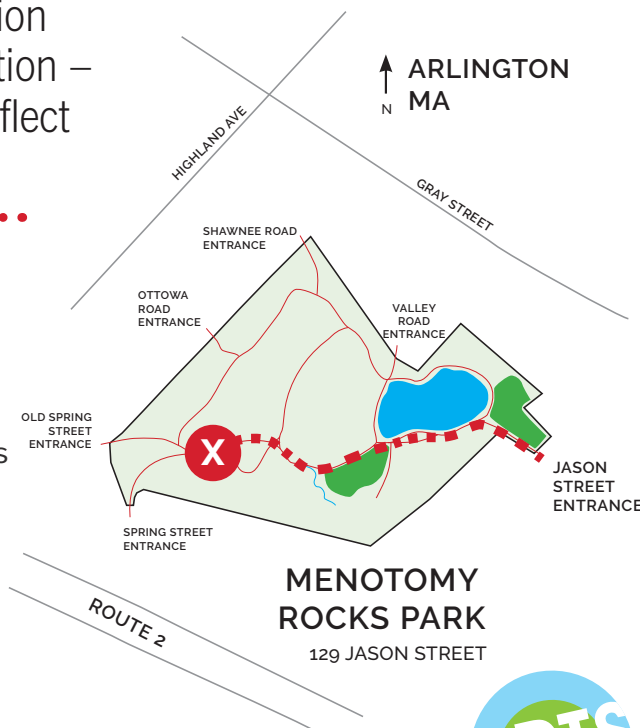 ion
tion –
flect
ARLINGTON
MA
N
HIGHLAND AVE
GRAY STREET
SHAWNEE ROAD
ENTRANCE
OTTOWA
ROAD
ENTRANCE
VALLEY
ROAD
ENTRANCE
OLD SPRING
STREET
ENTRANCE
s
X
JASON
STREET
ENTRANCE
SPRING STREET
ENTRANCE
MENOTOMY
ROCKS PARK
129 JASON STREET
ROUTE 2
RTS